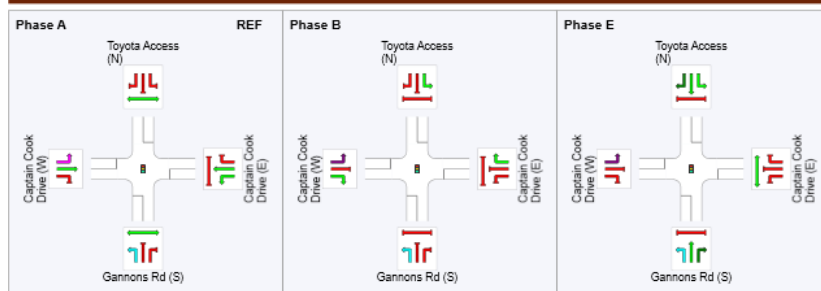 Phase A
REF
Toyota Access
(N)
Captain Cook
Drive (W)
Captain Cook
Drive (E)
Gannons Rd (S)
Phase B
Toyota Access
(N)
Captain Cook
Drive (W)
Captain Cook
Drive (E)
Gannons Rd (S)
Phase E
Toyota Access
(N)
Captain Cook
Drive (W)
Captain Cook
Drive (E)
Gannons Rd (S)